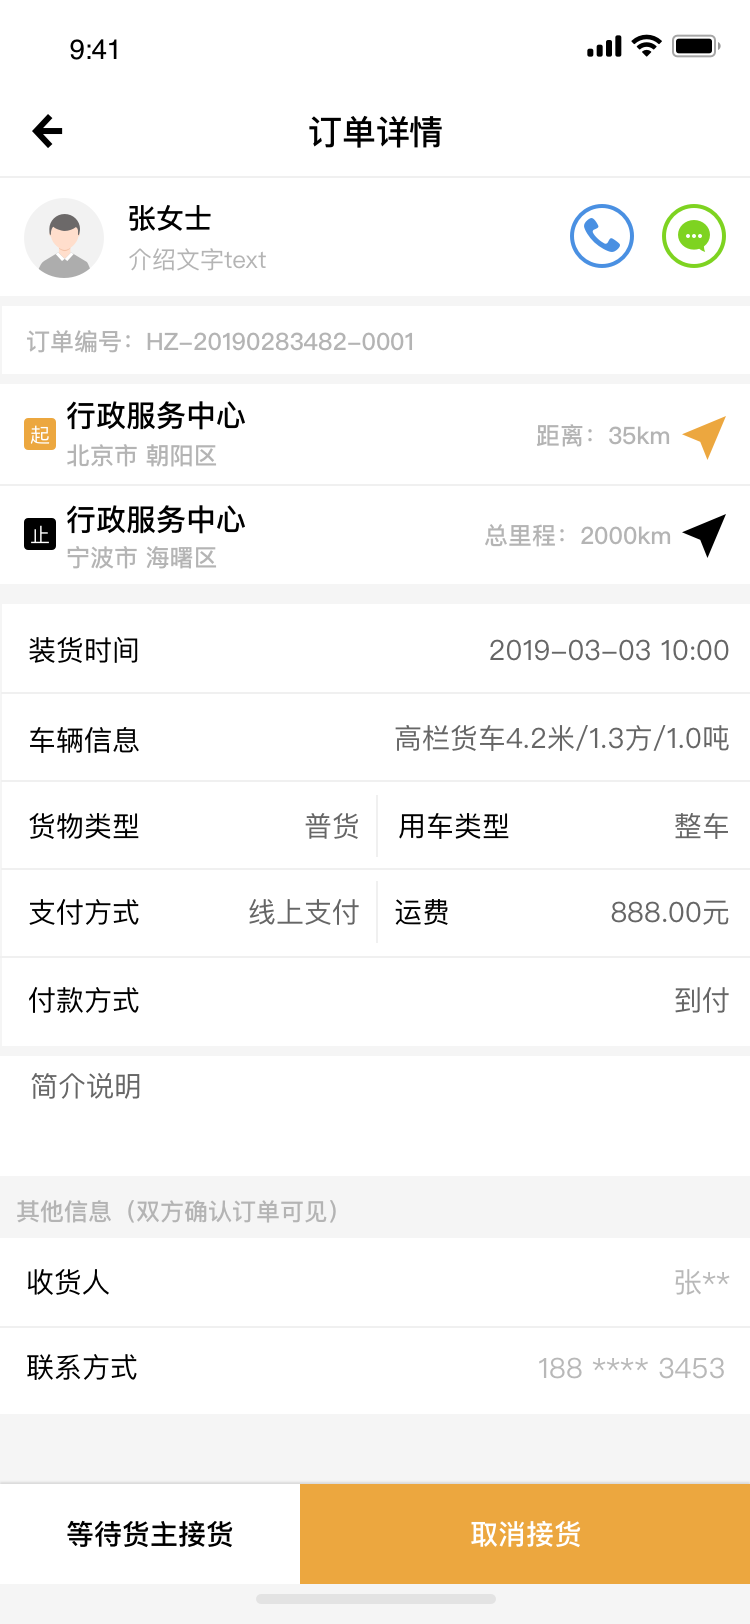 9:41
订单详情
张女士
介绍文字text
订单编号：HZ-20190283482-0001
起
行政服务中心
北京市 朝阳区
距离：35km
止
行政服务中心
宁波市 海曙区
总里程：2000km
装货时间 2019-03-03 10:00
车辆信息 高栏货车4.2米/1.3方/1.0吨
货物类型 普货 用车类型 整车
支付方式 线上支付 运费 888.00元
付款方式 到付
简介说明
其他信息（双方确认订单可见）
收货人 张**
联系方式 188 **** 3453
等待货主接货 取消接货